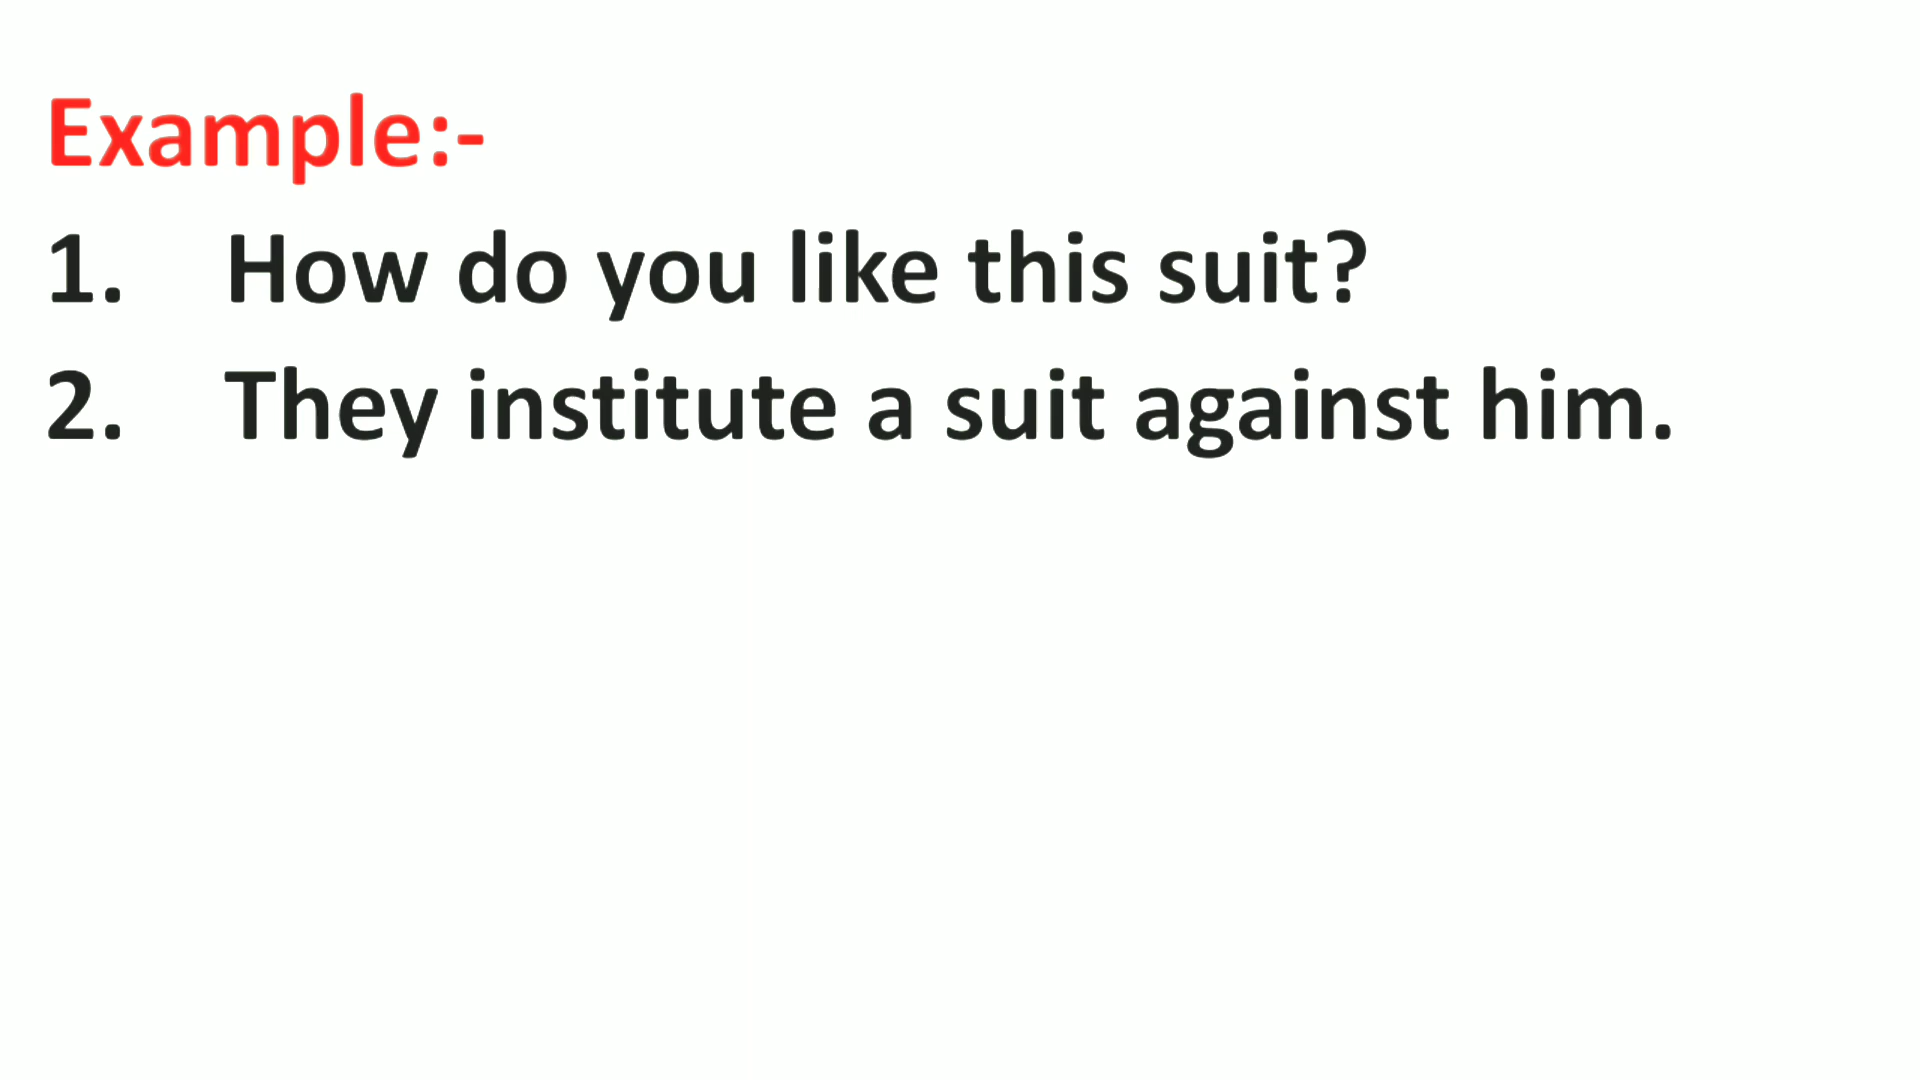 Example:-
1. How do you like this suit?
2. They institute a suit against him.